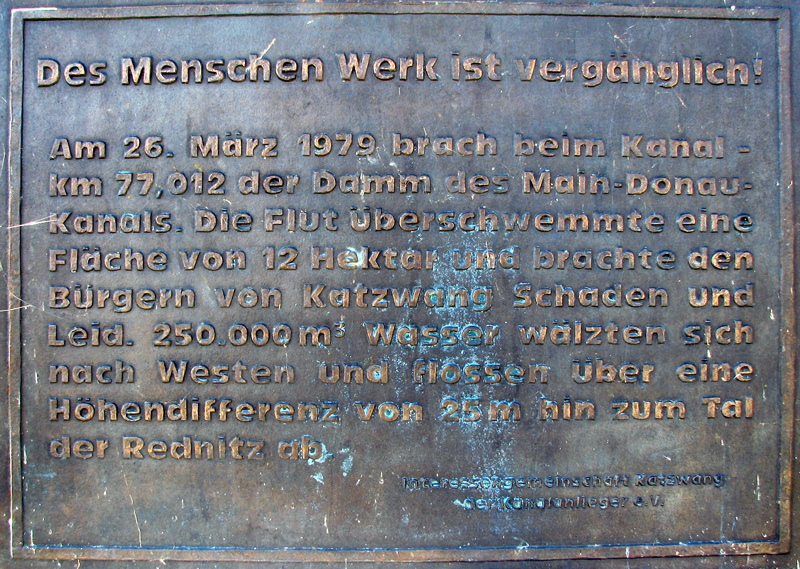 Des Menschen Werk ist vergänglich!
Am 26. März 1979 brach beim Kanal -
km 77,012 der Damm des Main-Donau-
Kanals. Die Flut überschwemmte eine
Fläche von 12 Hektar und brachte den
Bürgern von Katzwang Schaden und
Leid. 250.000m³ Wasser wälzten sich
nach Westen und flossen über eine
Höhendifferenz von 25m hin zum Tal
der Rednitz ab
Interessengemeinschaft Katzwang
der Kanalanlieger e.V.